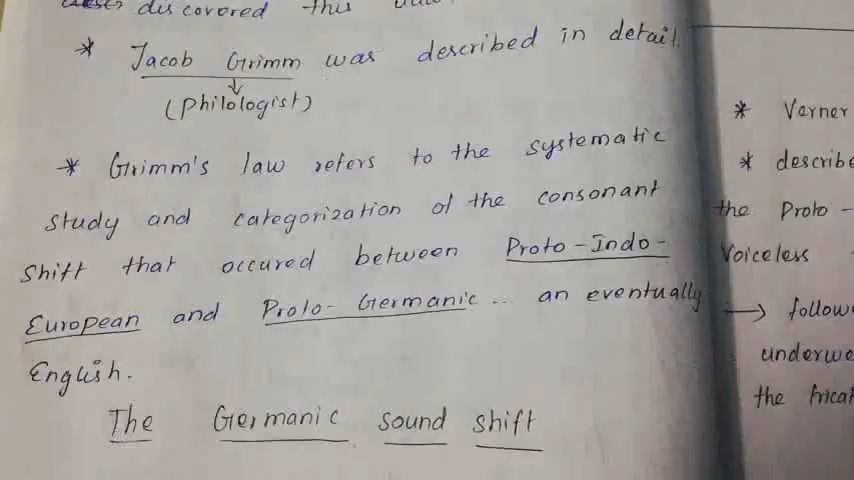 discovered this
* Jacob Grimm was described in detail.
(Philologist)
* Grimm's law refers to the systematic
study and categorization of the consonant
shift that occured between Proto-Indo-
European and Proto-Germanic... an eventually
English.
The Germanic sound shift
* Verner
* describe
the Proto-
Voiceless
→ follow
underwe
the fricat